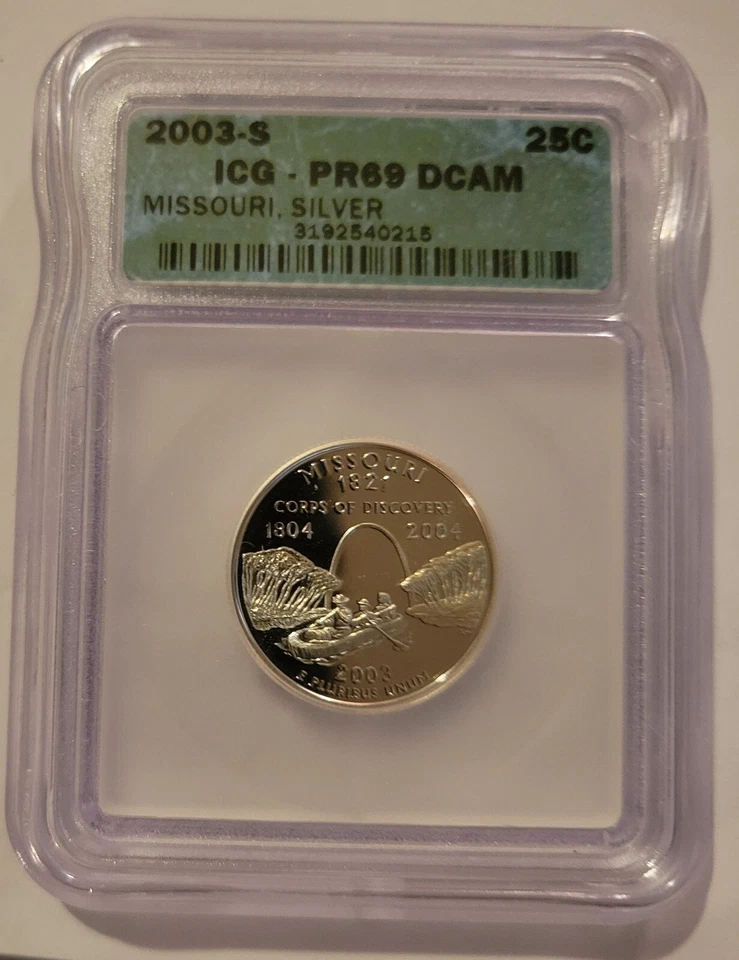 2003-S 25C
ICG - PR69 DCAM
MISSOURI, SILVER
3192540215
MISSOURI
1821
CORPS OF DISCOVERY
1804 2004
2003
E PLURIBUS UNUM